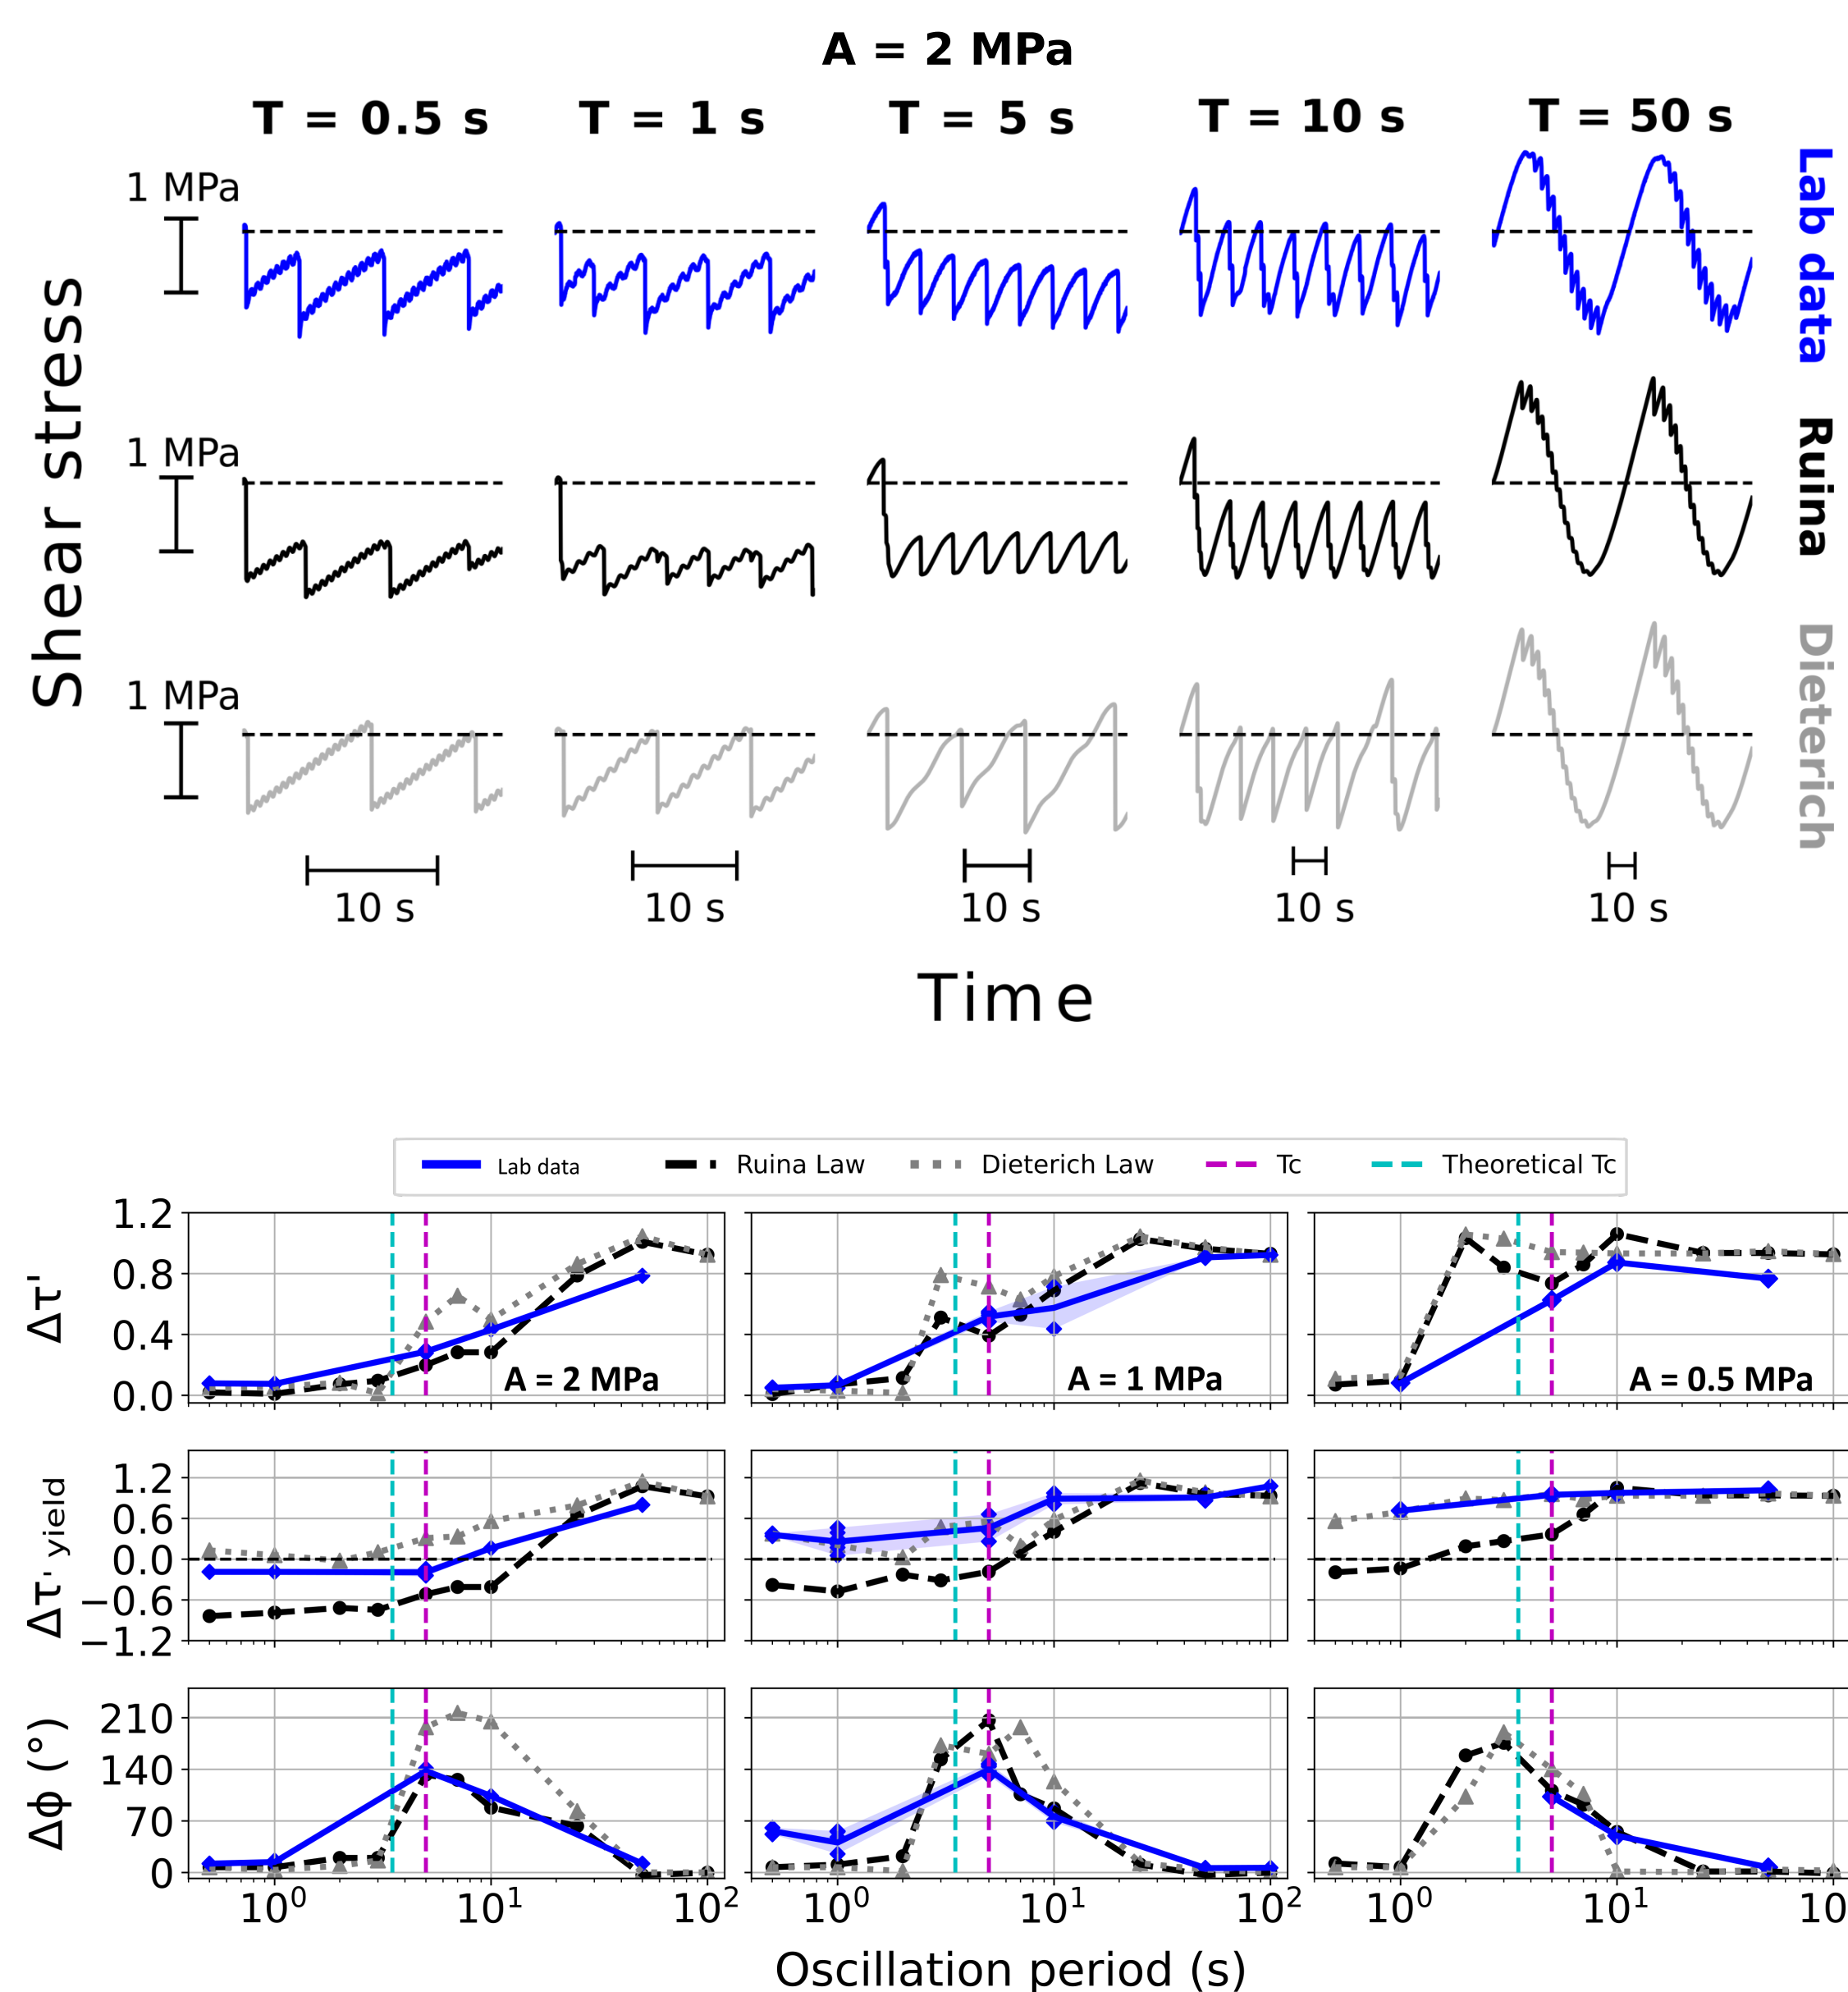 A = 2 MPa
T = 0.5 s
T = 1 s
T = 5 s
T = 10 s
T = 50 s
Shear stress
1 MPa
Lab data
1 MPa
Ruina
1 MPa
Dieterich
10 s
10 s
10 s
10 s
10 s
Time
Lab data
Ruina Law
Dieterich Law
Tc
Theoretical Tc
Δτ'
1.2
0.8
0.4
0.0
A = 2 MPa
A = 1 MPa
A = 0.5 MPa
Δτ' yield
1.2
0.6
0.0
−0.6
−1.2
Δϕ (°)
210
140
70
0
10⁰
10¹
10²
10⁰
10¹
10²
10⁰
10¹
10
Oscillation period (s)